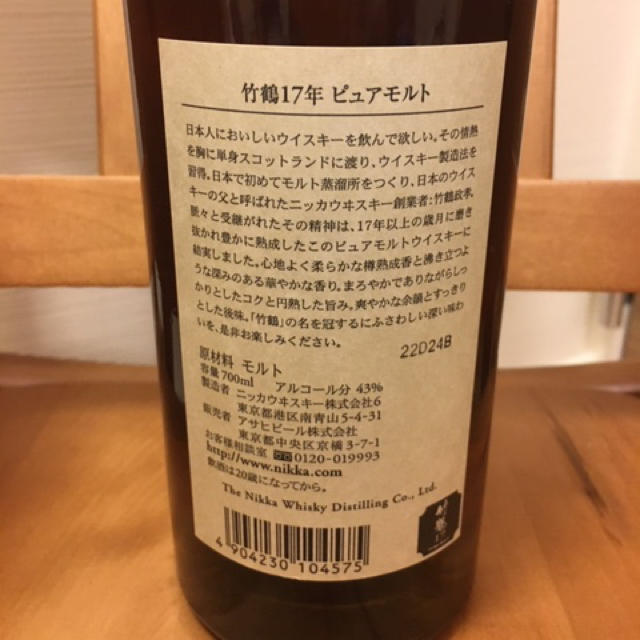 竹鶴17年 ピュアモルト
日本人においしいウイスキーを飲んで欲しい。その情熱
を胸に単身スコットランドに渡り、ウイスキー製造法を
習得。日本で初めてモルト蒸溜所をつくり、日本のウイス
キーの父と呼ばれたニッカウヰスキー創業者:竹鶴政孝。
脈々と受継がれたその精神は、17年以上の歳月に磨き
抜かれ豊かに熟成したこのピュアモルトウイスキーに
結実しました。心地よく柔らかな樽熟成香と沸き立つよ
うな深みのある華やかな香り。まろやかでありながらしっ
かりとしたコクと円熟した旨み。爽やかな余韻とすっきり
とした後味。「竹鶴」の名を冠するにふさわしい深い味わ
いを、是非お楽しみください。
22D24B
原材料 モルト
容量700ml アルコール分 43%
製造者 ニッカウヰスキー株式会社6
東京都港区南青山5-4-31
販売者 アサヒビール株式会社
東京都中央区京橋3-7-1
お客様相談室 0120-019993
http://www.nikka.com
飲酒は20歳になってから。
The Nikka Whisky Distilling Co., Ltd.
4 904230 104575